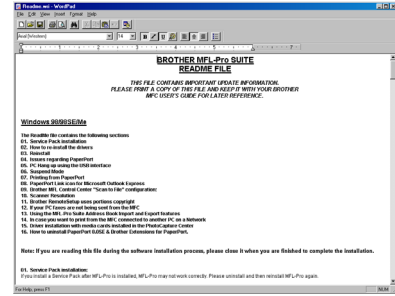 Readme.wri - WordPad
File Edit View Insert Format Help
Arial (Western) 14 B I U
BROTHER MFL-Pro SUITE
README FILE
THIS FILE CONTAINS IMPORTANT UPDATE INFORMATION.
PLEASE PRINT A COPY OF THIS FILE AND KEEP IT WITH YOUR BROTHER
MFC USER'S GUIDE FOR LATER REFERENCE.
Windows 98/98SE/Me
The ReadMe file contains the following sections
01. Service Pack installation
02. How to re-install the drivers
03. Reinstall
04. Issues regarding PaperPort
05. PC Hang up using the USB interface
06. Suspend Mode
07. Printing from PaperPort
08. PaperPort Link icon for Microsoft Outlook Express
09. Brother MFL Control Center "Scan to File" configuration:
10. Scanner Resolution
11. Brother RemoteSetup uses portions copyright
12. If your PC faxes are not being sent from the MFC
13. Using the MFL-Pro Suite Address Book Import and Export features
14. In case you want to print from the MFC connected to another PC on a Network
15. Driver installation with media cards installed in the PhotoCapture Center
16. How to uninstall PaperPort 8.0SE & Brother Extensions for PaperPort.
Note: If you are reading this file during the software installation process, please close it when you are finished to complete the installation.
01. Service Pack installation:
If you install a Service Pack after MFL-Pro is installed, MFL-Pro may not work correctly. Please uninstall and then reinstall MFL-Pro again.
For Help, press F1
NUM